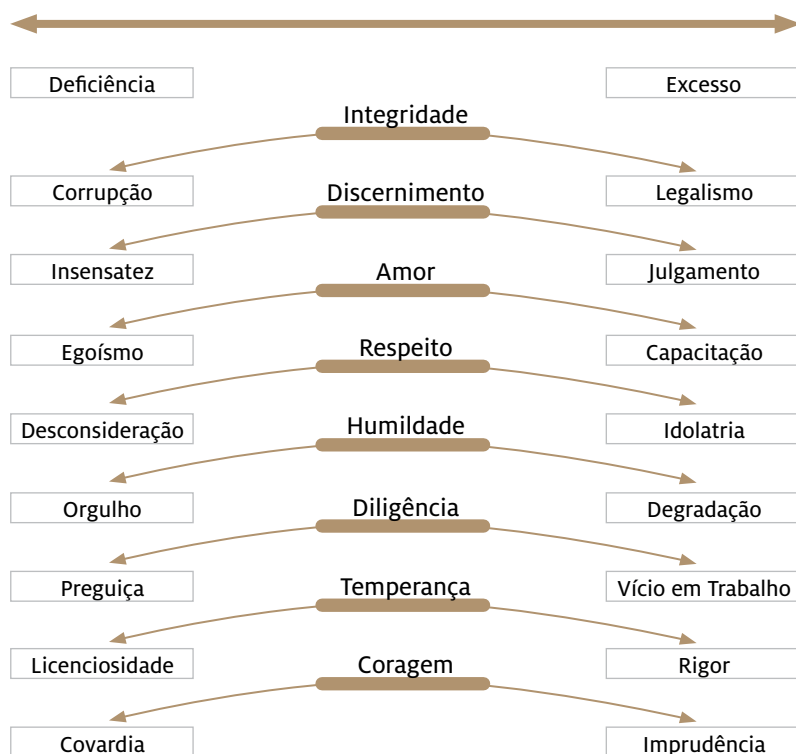 Deficiência
Excesso
Integridade
Corrupção
Legalismo
Discernimento
Insensatez
Julgamento
Amor
Egoísmo
Capacitação
Respeito
Desconsideração
Idolatria
Humildade
Orgulho
Degradação
Diligência
Preguiça
Vício em Trabalho
Temperança
Licenciosidade
Rigor
Coragem
Covardia
Imprudência